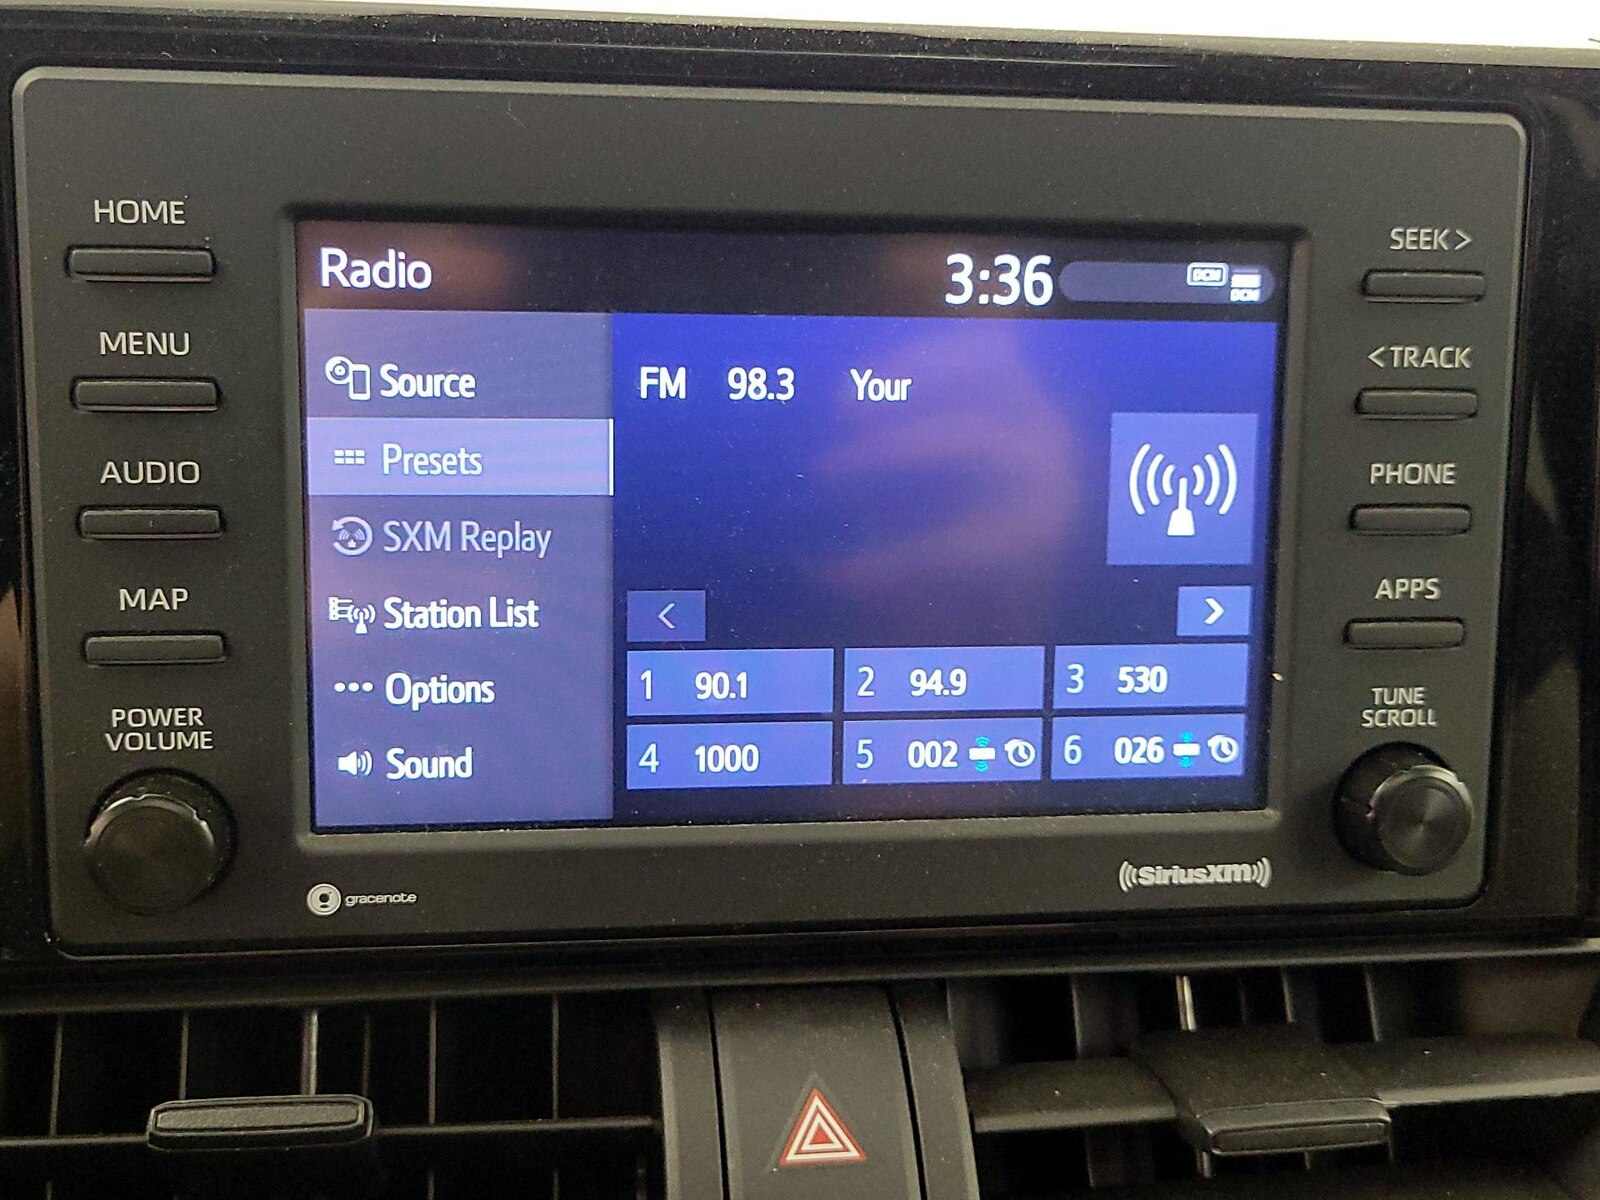 HOME
MENU
AUDIO
MAP
POWER
VOLUME
Radio
3:36
DCM
DCM
Source
Presets
SXM Replay
Station List
Options
Sound
FM 98.3 Your
<
>
1 90.1
2 94.9
3 530
4 1000
5 002
6 026
SEEK >
< TRACK
PHONE
APPS
TUNE
SCROLL
gracenote
((SiriusXM))